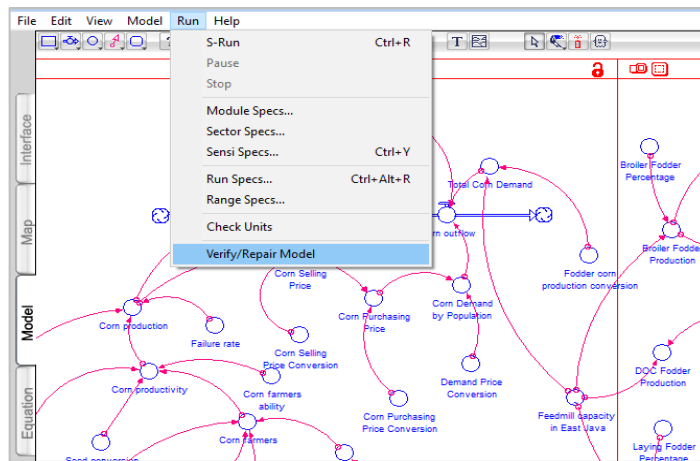 File Edit View Model Run Help
S-Run Ctrl+R
Pause
Stop
Module Specs...
Sector Specs...
Sensi Specs... Ctrl+Y
Run Specs... Ctrl+Alt+R
Range Specs...
Check Units
Verify/Repair Model
T
Interface
Map
Model
Equation
Broiler Fodder
Percentage
Total Corn Demand
outflow
Fodder corn
production conversion
Broiler Fodder
Production
Corn production
Failure rate
Corn Selling
Price
Corn Selling
Price Conversion
Corn Purchasing
Price
Corn Demand
by Population
Corn productivity
Corn farmers
ability
Corn Purchasing
Price Conversion
Demand Price
Conversion
DOC Fodder
Production
Feedmill capacity
in East Java
Corn farmers
Seed conversion
Laying Fodder
Percentage